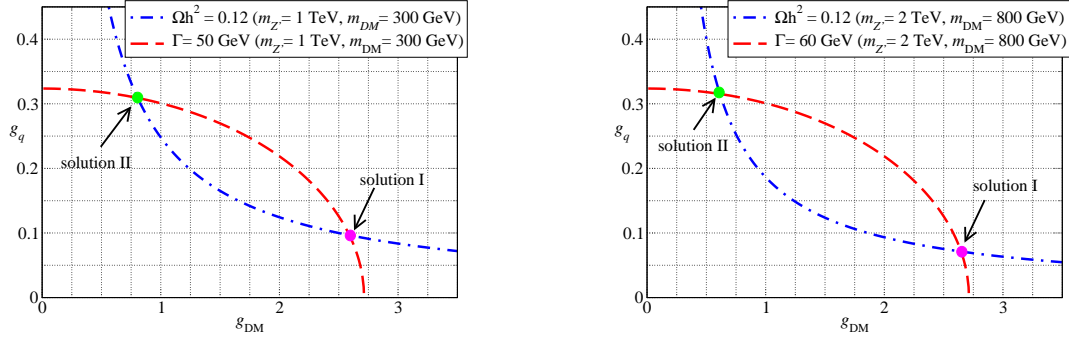 Ωh² = 0.12 (m_Z' = 1 TeV, m_DM = 300 GeV)
Γ = 50 GeV (m_Z' = 1 TeV, m_DM = 300 GeV)
0.4
0.3
g_q
solution II
0.2
solution I
0.1
0
0 1 2 3
g_DM
Ωh² = 0.12 (m_Z' = 2 TeV, m_DM = 800 GeV)
Γ = 60 GeV (m_Z' = 2 TeV, m_DM = 800 GeV)
0.4
0.3
g_q
solution II
0.2
solution I
0.1
0
0 1 2 3
g_DM